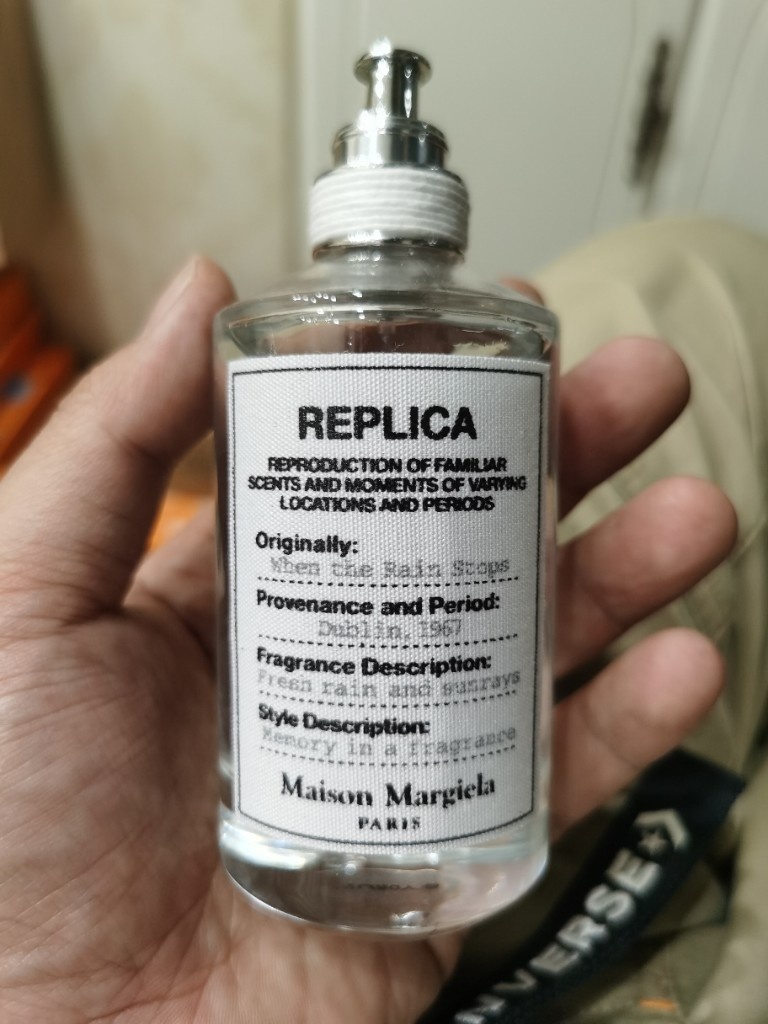 REPLICA
REPRODUCTION OF FAMILIAR
SCENTS AND MOMENTS OF VARYING
LOCATIONS AND PERIODS
Originally:
When the Rain Stops
Provenance and Period:
Dublin, 1967
Fragrance Description:
Fresh rain and sunrays
Style Description:
Memory in a fragrance
Maison Margiela
PARIS
NVERSE